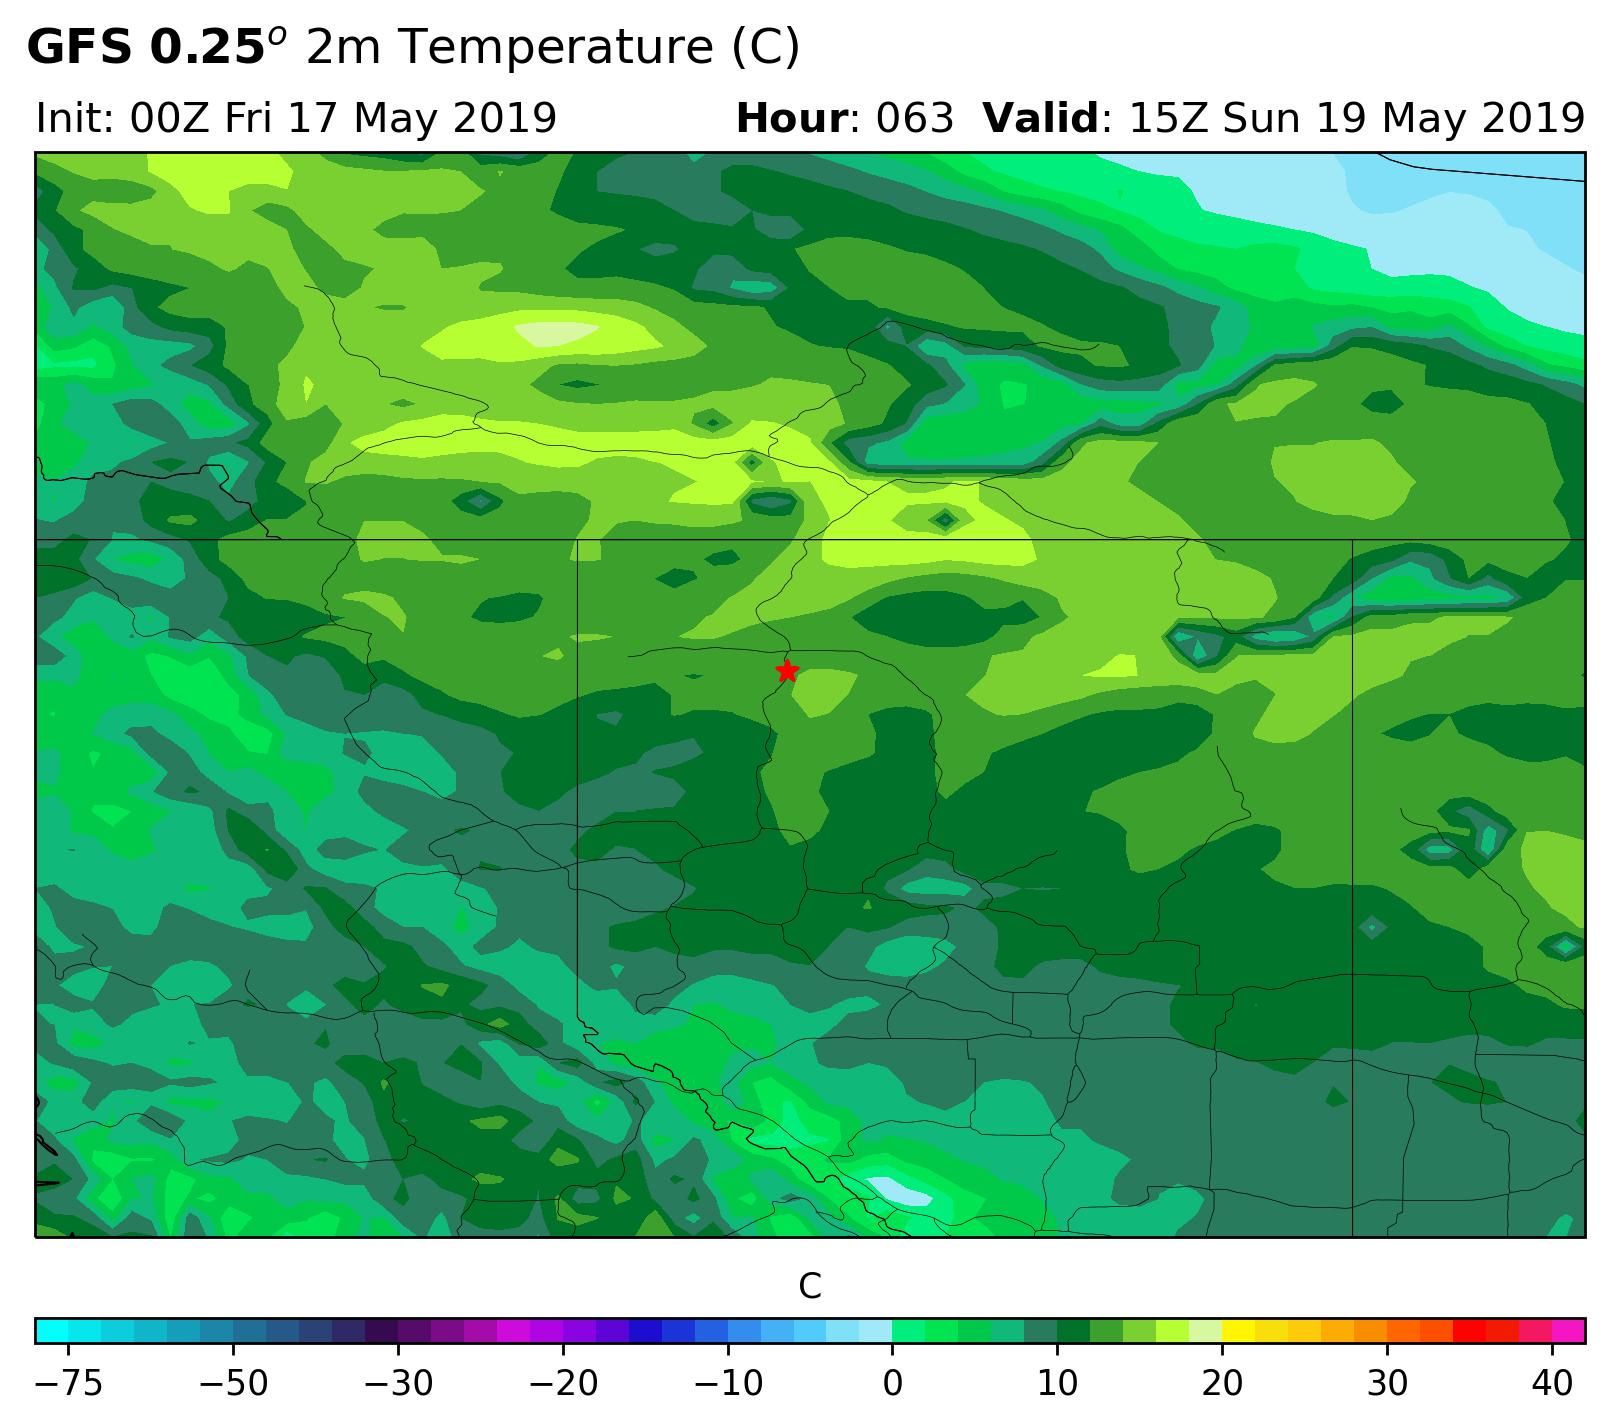 GFS 0.25° 2m Temperature (C)
Init: 00Z Fri 17 May 2019 Hour: 063 Valid: 15Z Sun 19 May 2019
C
−75 −50 −30 −20 −10 0 10 20 30 40